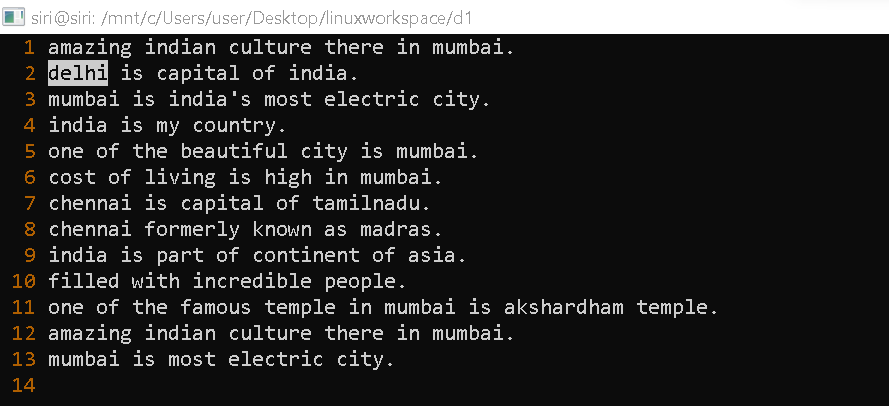 siri@siri: /mnt/c/Users/user/Desktop/linuxworkspace/d1
1 amazing indian culture there in mumbai.
2 delhi is capital of india.
3 mumbai is india's most electric city.
4 india is my country.
5 one of the beautiful city is mumbai.
6 cost of living is high in mumbai.
7 chennai is capital of tamilnadu.
8 chennai formerly known as madras.
9 india is part of continent of asia.
10 filled with incredible people.
11 one of the famous temple in mumbai is akshardham temple.
12 amazing indian culture there in mumbai.
13 mumbai is most electric city.
14